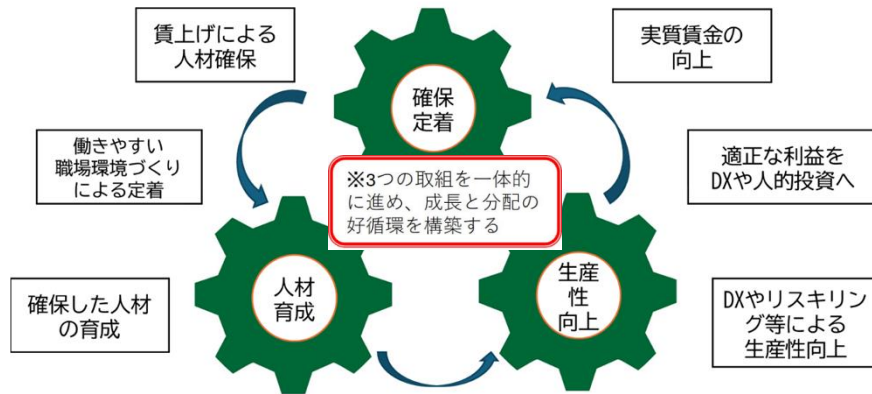 賃上げによる
人材確保
実質賃金の
向上
確保
定着
働きやすい
職場環境づくり
による定着
適正な利益を
DXや人的投資へ
※3つの取組を一体的
に進め、成長と分配の
好循環を構築する
確保した人材
の育成
人材
育成
生産
性
向上
DXやリスキリン
グ等による
生産性向上